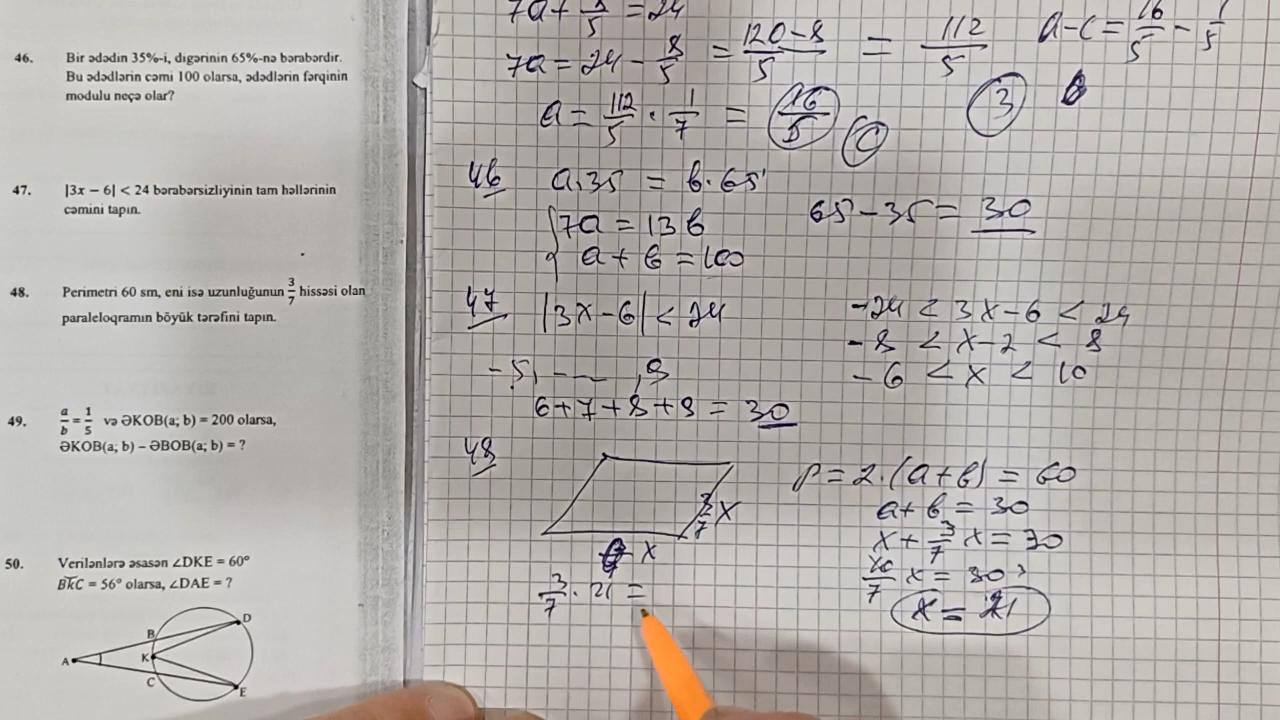 46. Bir ədədin 35%-i, digərinin 65%-nə bərabərdir.
Bu ədədlərin cəmi 100 olarsa, ədədlərin fərqinin
modulu neçə olar?
47. |3x − 6| < 24 bərabərsizliyinin tam həllərinin
cəmini tapın.
48. Perimetri 60 sm, eni isə uzunluğunun 3/7 hissəsi olan
paraleloqramın böyük tərəfini tapın.
49. a/b = 1/5 və ƏKOB(a; b) = 200 olarsa,
ƏKOB(a; b) − ƏBOB(a; b) = ?
50. Verilənlərə əsasən ∠DKE = 60°
BKC = 56° olarsa, ∠DAE = ?
D
B
A
K
C
E
7a = 24 − 8/5 = 120−8/5 = 112/5
a = 112/5 · 1/7 = 16/5 C
3
46 a·35 = b·65
7a = 13b
a + b = 100
65 − 35 = 30
47 |3x−6| < 24
−24 < 3x−6 < 24
−8 < x−2 < 8
−6 < x < 10
−5, ---- , 9
6+7+8+9 = 30
48
3/7 x
x
3/7 · 21 =
P = 2·(a+b) = 60
a + b = 30
x + 3/7 x = 30
10/7 x = 30
x = 21